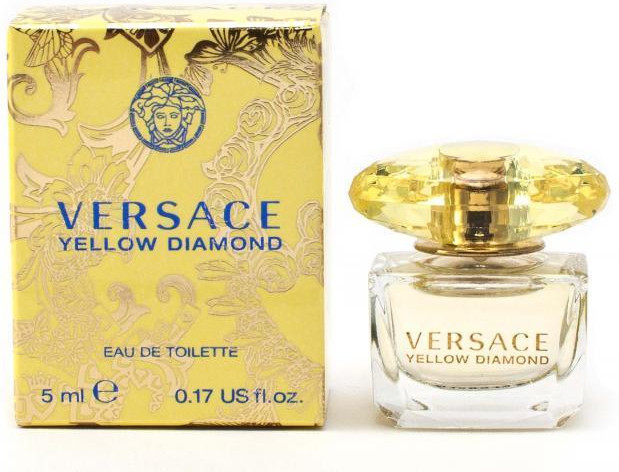 VERSACE
YELLOW DIAMOND
EAU DE TOILETTE
5 ml ℮ 0.17 US fl.oz.
VERSACE
YELLOW DIAMOND